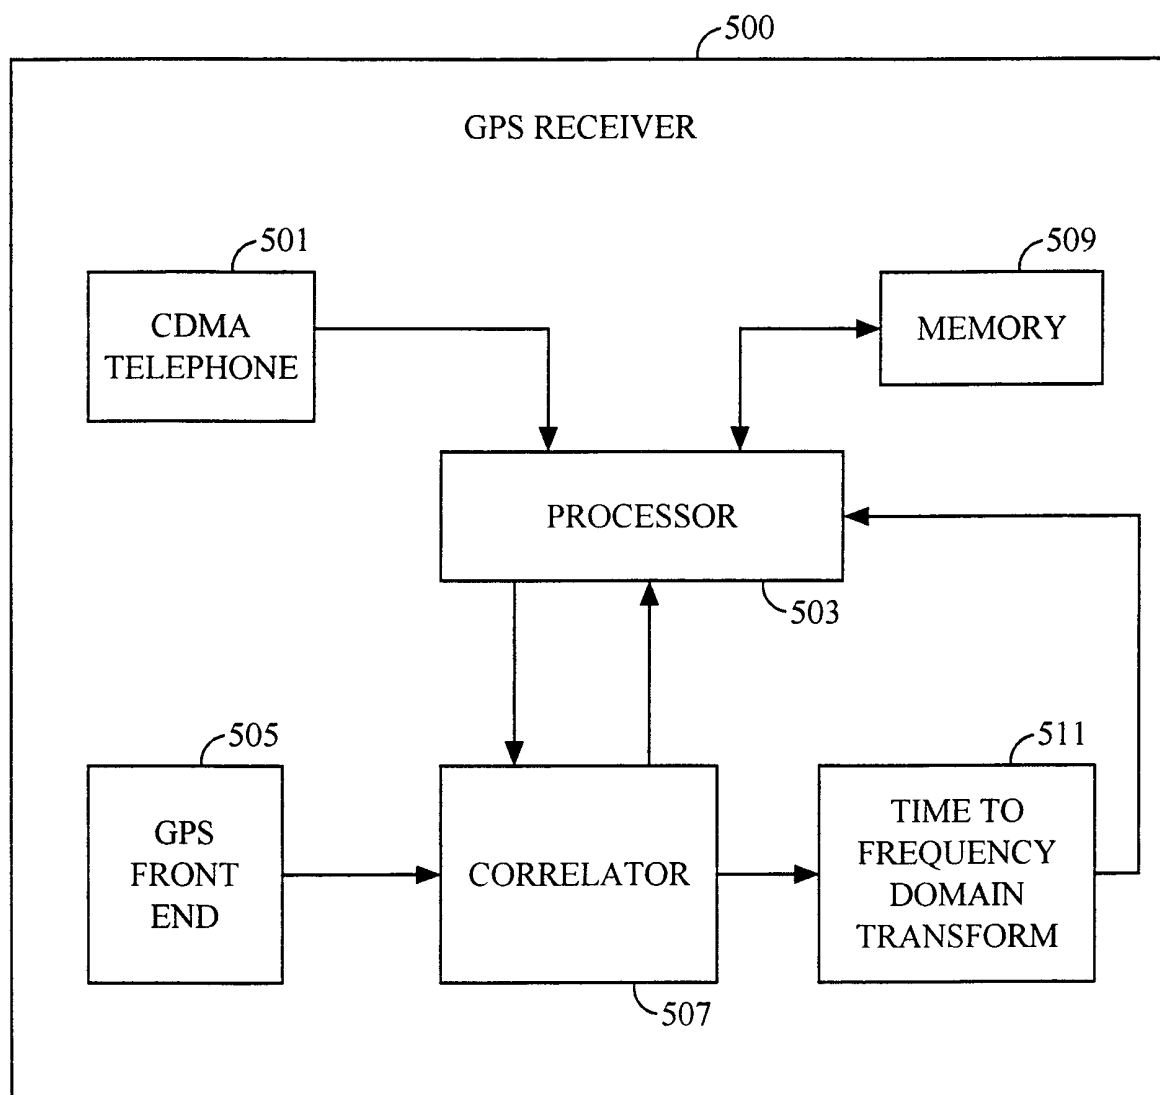 500
GPS RECEIVER
501
509
CDMA
TELEPHONE
MEMORY
PROCESSOR
503
505
511
GPS
FRONT
END
CORRELATOR
TIME TO
FREQUENCY
DOMAIN
TRANSFORM
507